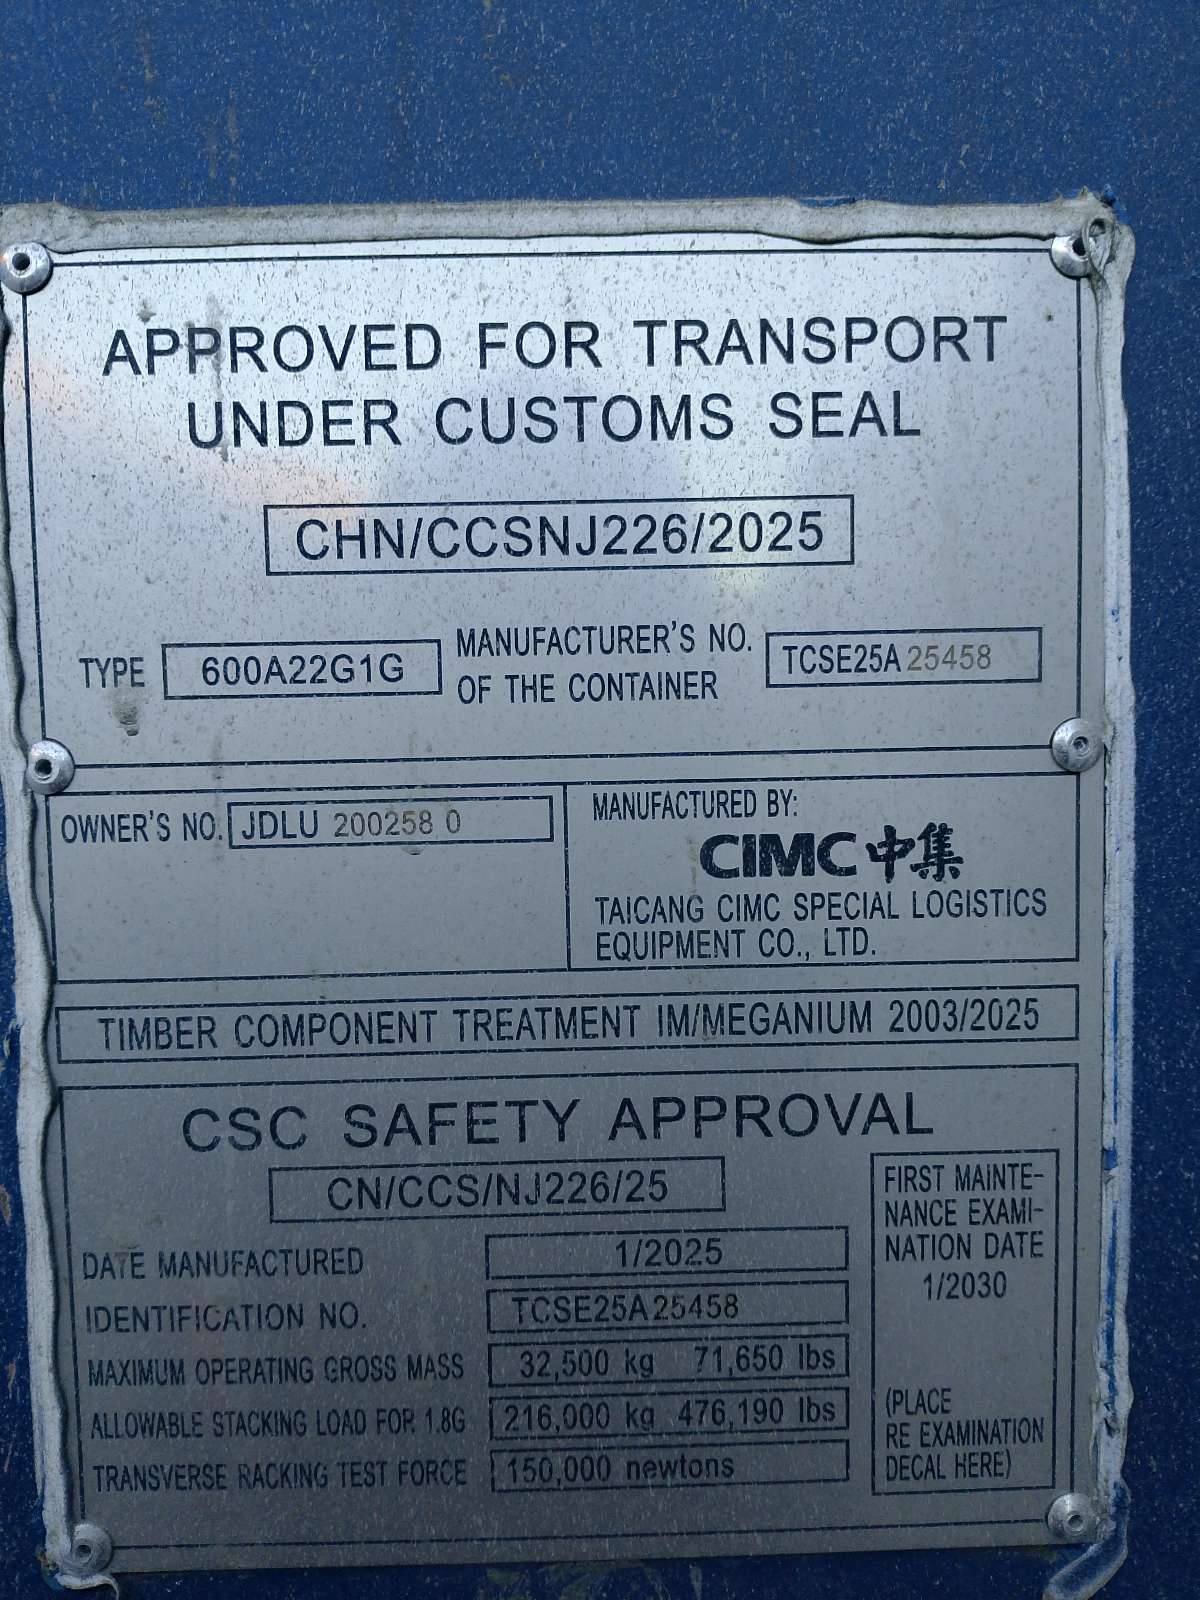 APPROVED FOR TRANSPORT
UNDER CUSTOMS SEAL
CHN/CCSNJ226/2025
TYPE 600A22G1G MANUFACTURER'S NO. OF THE CONTAINER TCSE25A 25458
OWNER'S NO. JDLU 200258 0
MANUFACTURED BY:
CIMC 中集
TAICANG CIMC SPECIAL LOGISTICS
EQUIPMENT CO., LTD.
TIMBER COMPONENT TREATMENT IM/MEGANIUM 2003/2025
CSC SAFETY APPROVAL
CN/CCS/NJ226/25
DATE MANUFACTURED 1/2025
IDENTIFICATION NO. TCSE25A 25458
MAXIMUM OPERATING GROSS MASS 32,500 kg 71,650 lbs
ALLOWABLE STACKING LOAD FOR 1.8G 216,000 kg 476,190 lbs
TRANSVERSE RACKING TEST FORCE 150,000 newtons
FIRST MAINTE-
NANCE EXAMI-
NATION DATE
1/2030
(PLACE
RE EXAMINATION
DECAL HERE)